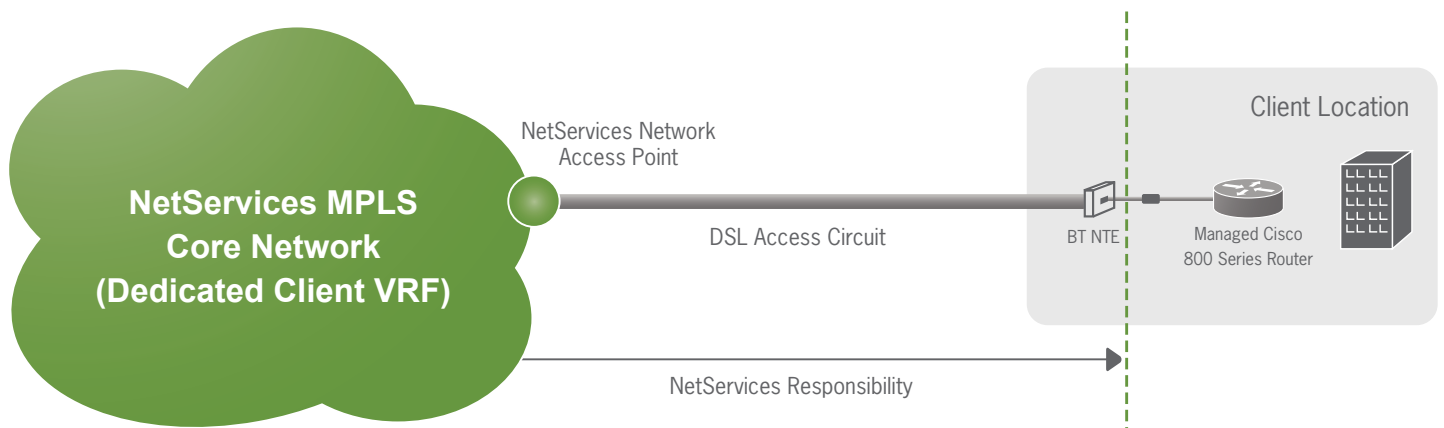 NetServices MPLS
Core Network
(Dedicated Client VRF)
NetServices Network
Access Point
DSL Access Circuit
BT NTE
Client Location
Managed Cisco
800 Series Router
NetServices Responsibility